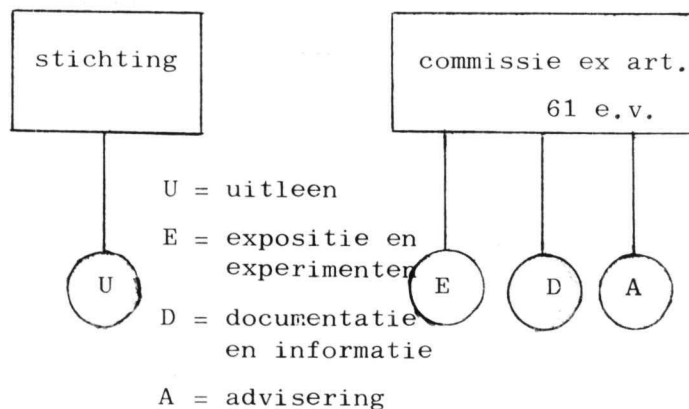 stichting
commissie ex art.
61 e.v.
U = uitleen
E = expositie en
experimenten
D = documentatie
en informatie
A = advisering
U
E
D
A